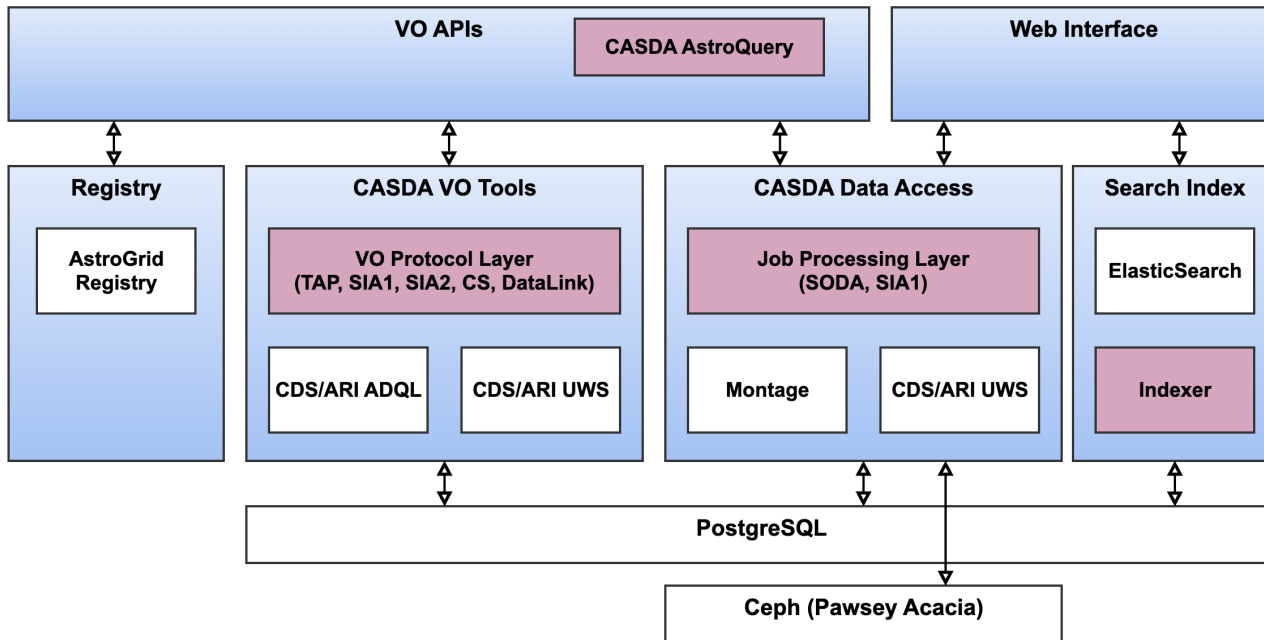 VO APIs
CASDA AstroQuery
Web Interface
Registry
AstroGrid
Registry
CASDA VO Tools
VO Protocol Layer
(TAP, SIA1, SIA2, CS, DataLink)
CDS/ARI ADQL
CDS/ARI UWS
CASDA Data Access
Job Processing Layer
(SODA, SIA1)
Montage
CDS/ARI UWS
Search Index
ElasticSearch
Indexer
PostgreSQL
Ceph (Pawsey Acacia)